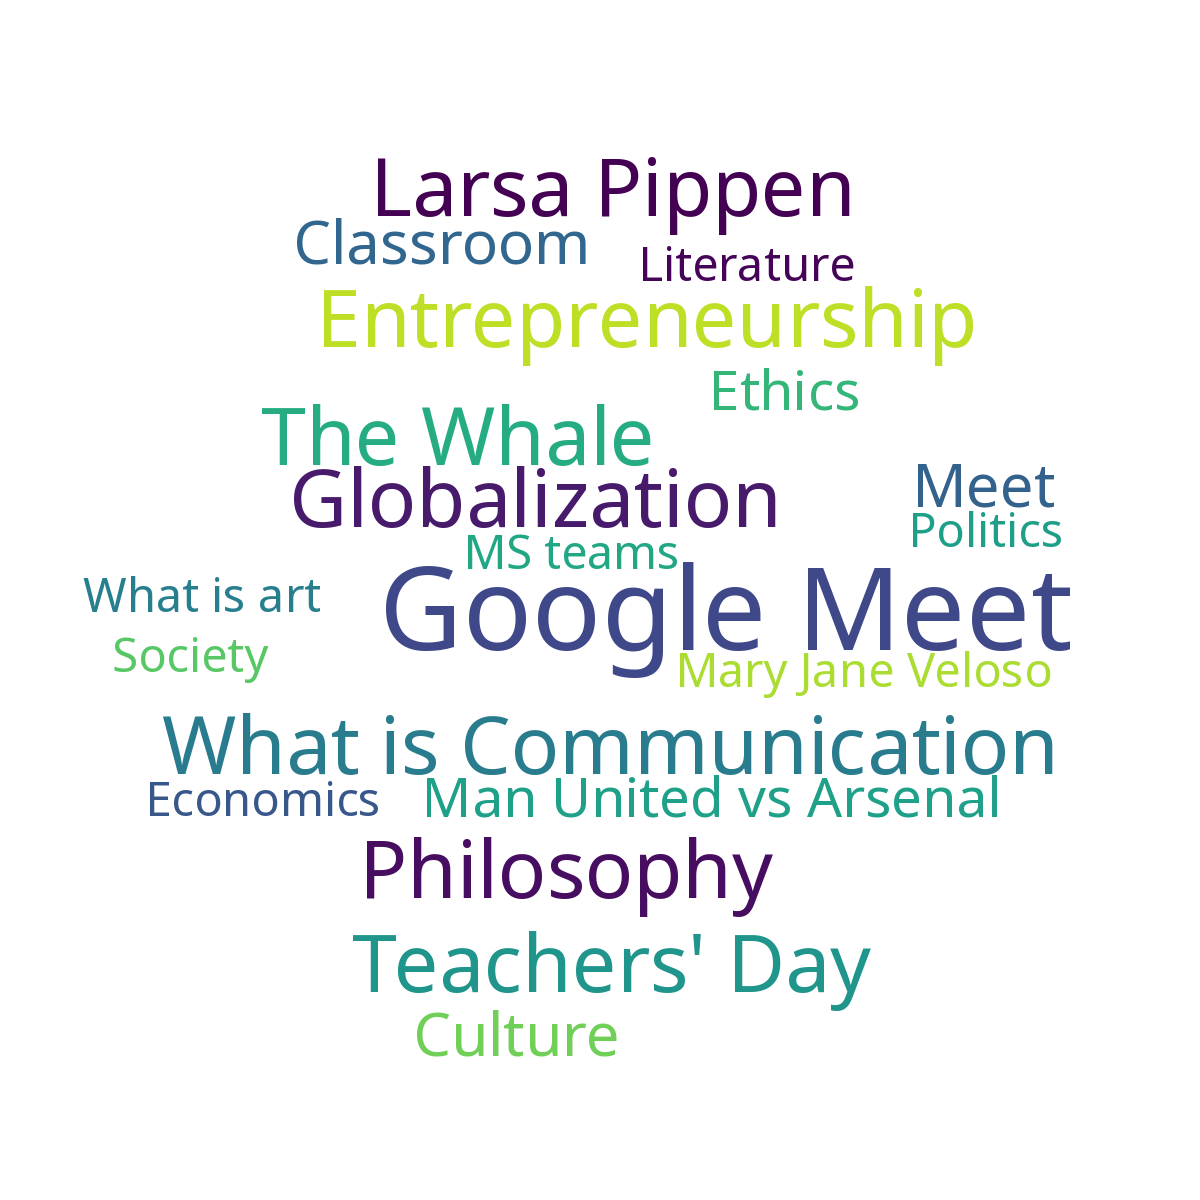 Larsa Pippen
Classroom
Literature
Entrepreneurship
Ethics
The Whale
Globalization
Meet
Politics
MS teams
What is art
Google Meet
Society
Mary Jane Veloso
What is Communication
Economics
Man United vs Arsenal
Philosophy
Teachers' Day
Culture